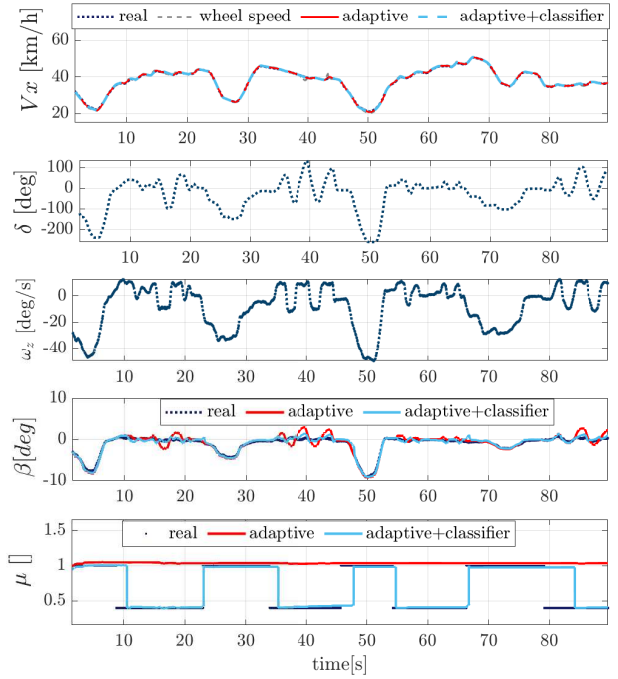 real wheel speed adaptive adaptive+classifier
Vx [km/h]
60
40
20
10 20 30 40 50 60 70 80
δ [deg]
100
0
-100
-200
10 20 30 40 50 60 70 80
ω_z [deg/s]
0
-20
-40
10 20 30 40 50 60 70 80
β[deg]
10
0
-10
real adaptive adaptive+classifier
10 20 30 40 50 60 70 80
μ []
1.5
1
0.5
real adaptive adaptive+classifier
10 20 30 40 50 60 70 80
time[s]